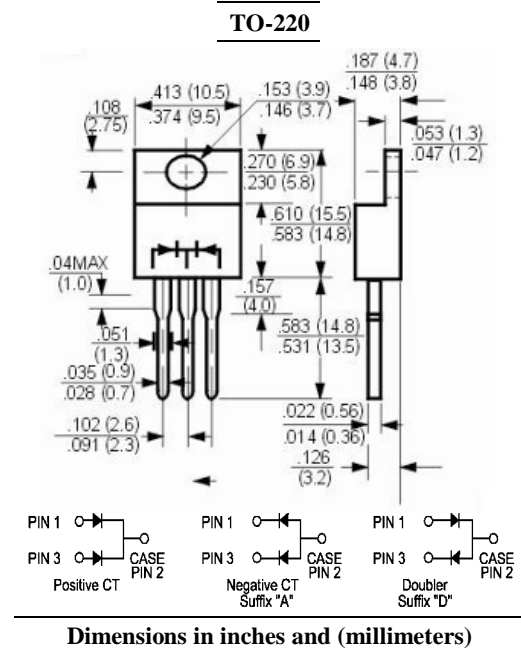 TO-220
.187 (4.7)
.148 (3.8)
.413 (10.5)
.374 (9.5)
.153 (3.9)
.146 (3.7)
.108
(2.75)
.053 (1.3)
.047 (1.2)
.270 (6.9)
.230 (5.8)
.610 (15.5)
.583 (14.8)
.04MAX
(1.0)
.157
(4.0)
.051
(1.3)
.583 (14.8)
.531 (13.5)
.035 (0.9)
.028 (0.7)
.022 (0.56)
.014 (0.36)
.102 (2.6)
.091 (2.3)
.126
(3.2)
PIN 1
PIN 3
CASE
PIN 2
Positive CT
PIN 1
PIN 3
CASE
PIN 2
Negative CT
Suffix "A"
PIN 1
PIN 3
CASE
PIN 2
Doubler
Suffix "D"
Dimensions in inches and (millimeters)